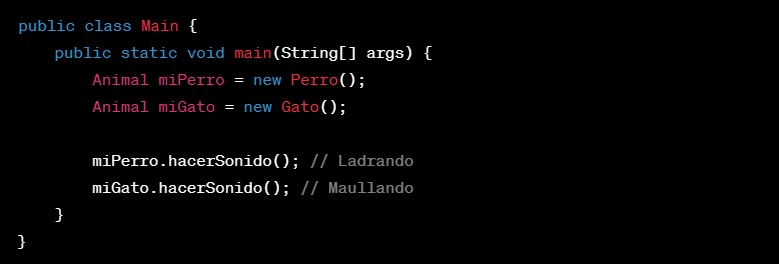 public class Main {
public static void main(String[] args) {
Animal miPerro = new Perro();
Animal miGato = new Gato();
miPerro.hacerSonido(); // Ladrando
miGato.hacerSonido(); // Maullando
}
}